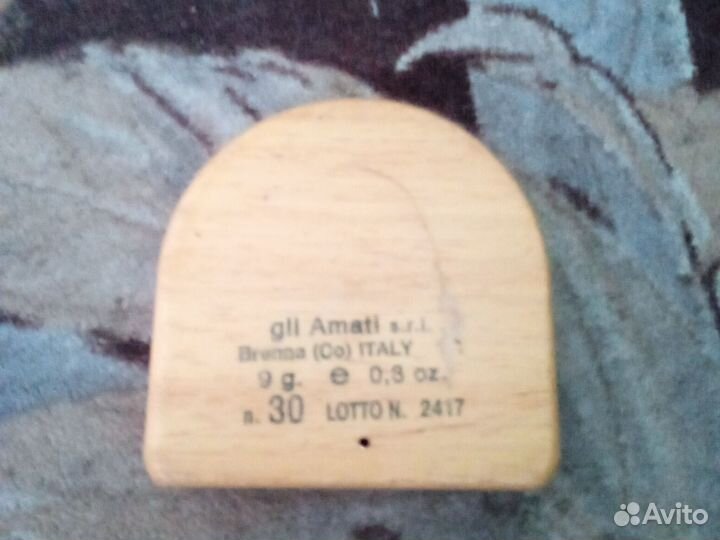 gli Amati s.r.l.
Brenna (Co) ITALY
9 g. e 0,3 oz.
n. 30 LOTTO N. 2417
Avito